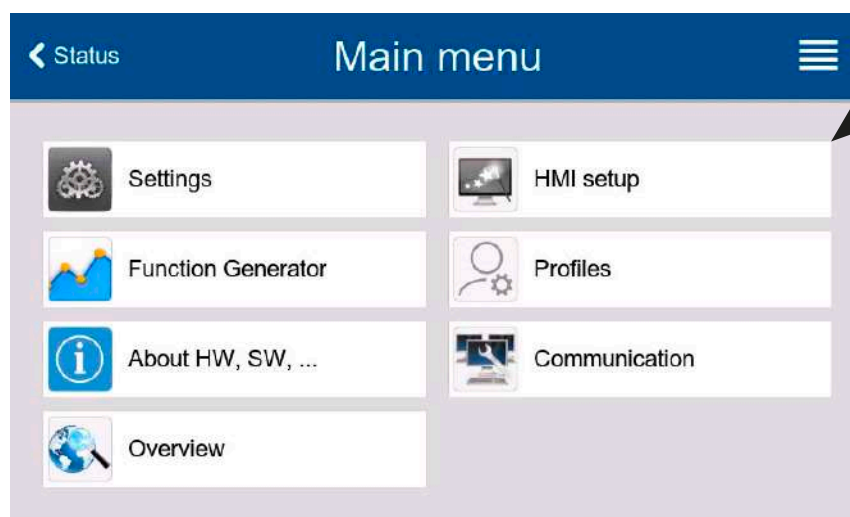 Status
Main menu
Settings
HMI setup
Function Generator
Profiles
About HW, SW, ...
Communication
Overview